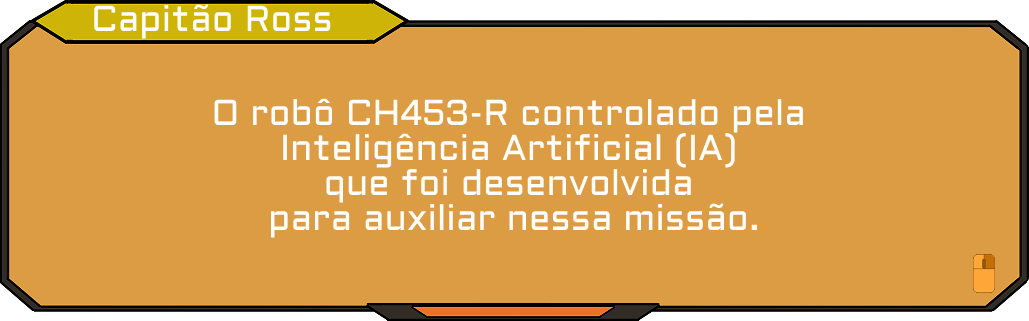 Capitão Ross
O robô CH453-R controlado pela
Inteligência Artificial (IA)
que foi desenvolvida
para auxiliar nessa missão.